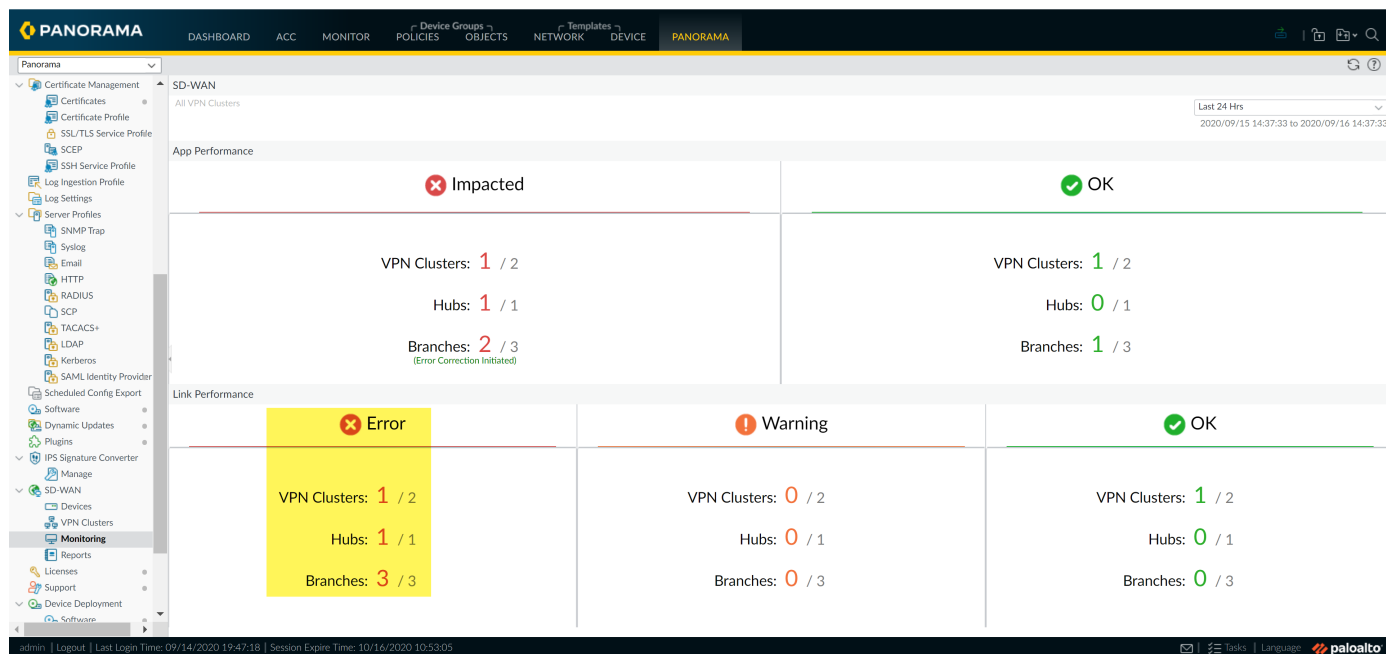 PANORAMA
DASHBOARD ACC MONITOR Device Groups POLICIES OBJECTS Templates NETWORK DEVICE PANORAMA
Panorama
Certificate Management
Certificates
Certificate Profile
SSL/TLS Service Profile
SCEP
SSH Service Profile
Log Ingestion Profile
Log Settings
Server Profiles
SNMP Trap
Syslog
Email
HTTP
RADIUS
SCP
TACACS+
LDAP
Kerberos
SAML Identity Provider
Scheduled Config Export
Software
Dynamic Updates
Plugins
IPS Signature Converter
Manage
SD-WAN
Devices
VPN Clusters
Monitoring
Reports
Licenses
Support
Device Deployment
Software
SD-WAN
All VPN Clusters
Last 24 Hrs
2020/09/15 14:37:33 to 2020/09/16 14:37:33
App Performance
Impacted
VPN Clusters: 1 / 2
Hubs: 1 / 1
Branches: 2 / 3
(Error Correction Initiated)
OK
VPN Clusters: 1 / 2
Hubs: 0 / 1
Branches: 1 / 3
Link Performance
Error
VPN Clusters: 1 / 2
Hubs: 1 / 1
Branches: 3 / 3
Warning
VPN Clusters: 0 / 2
Hubs: 0 / 1
Branches: 0 / 3
OK
VPN Clusters: 1 / 2
Hubs: 0 / 1
Branches: 0 / 3
admin | Logout | Last Login Time: 09/14/2020 19:47:18 | Session Expire Time: 10/16/2020 10:53:05
Tasks | Language paloalto